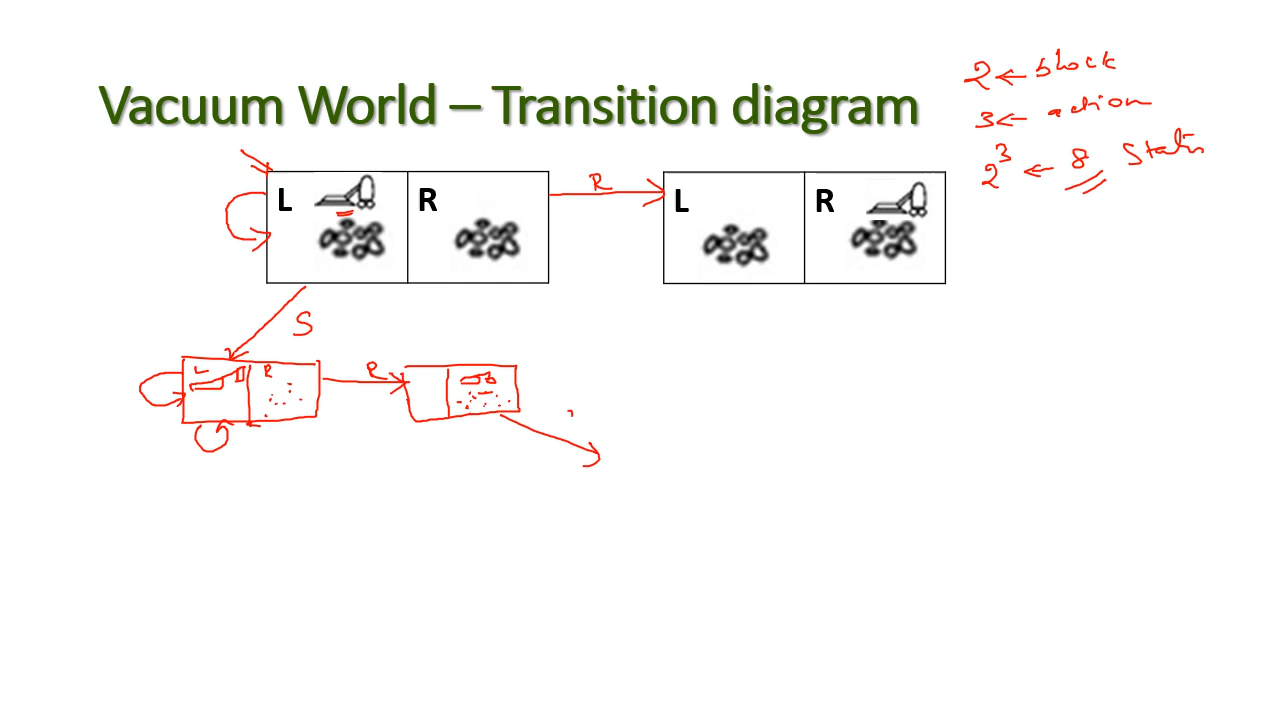 Vacuum World – Transition diagram
2 ← block
3 ← action
2³ ← 8 States
L R
R
L R
S
L R
R